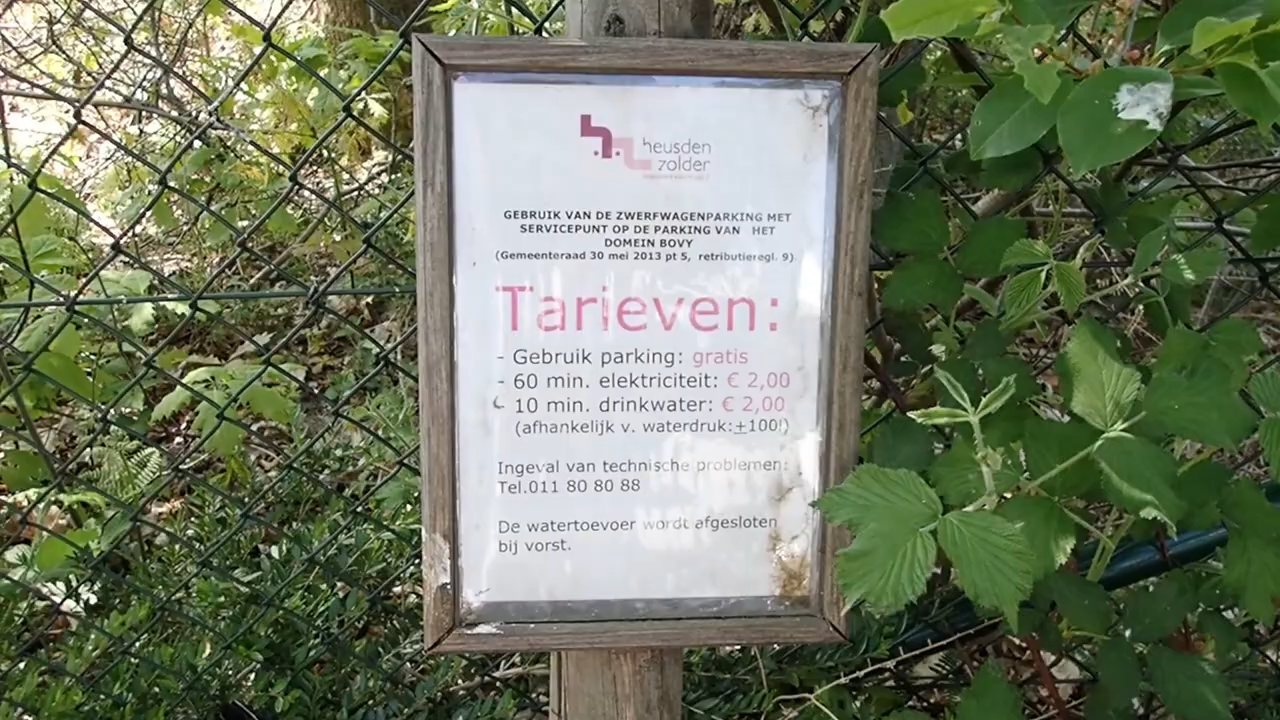 heusden
zolder
GEBRUIK VAN DE ZWERFWAGENPARKING MET
SERVICEPUNT OP DE PARKING VAN HET
DOMEIN BOVY
(Gemeenteraad 30 mei 2013 pt 5, retributieregl. 9)
Tarieven:
- Gebruik parking: gratis
- 60 min. elektriciteit: € 2,00
- 10 min. drinkwater: € 2,00
(afhankelijk v. waterdruk:±100l)
Ingeval van technische problemen:
Tel.011 80 80 88
De watertoevoer wordt afgesloten
bij vorst.